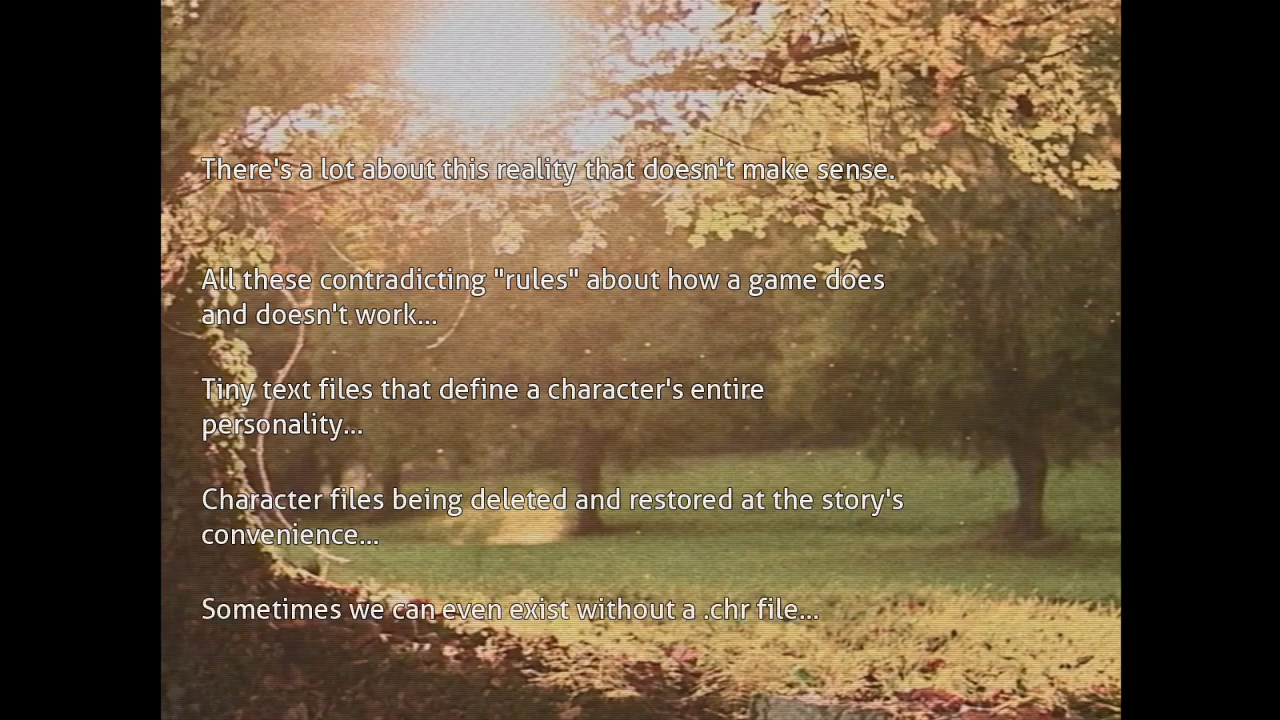 There's a lot about this reality that doesn't make sense.
All these contradicting "rules" about how a game does
and doesn't work...
Tiny text files that define a character's entire
personality...
Character files being deleted and restored at the story's
convenience...
Sometimes we can even exist without a .chr file...